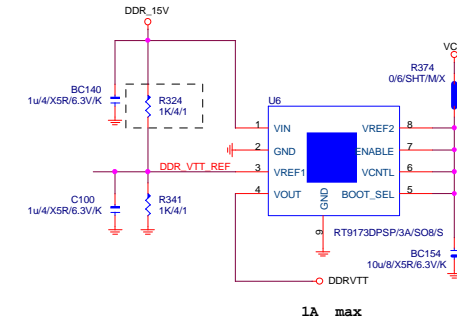 DDR_15V
VC
R374
0/6/SHT/M/X
BC140
1u/4/X5R/6.3V/K
R324
1K/4/1
U6
1 VIN VREF2 8
2 GND ENABLE 7
DDR_VTT_REF 3 VREF1 VCNTL 6
4 VOUT BOOT_SEL 5
GND
9
C100
1u/4/X5R/6.3V/K
R341
1K/4/1
RT9173DPSP/3A/SO8/S
BC154
10u/8/X5R/6.3V/K
DDRVTT
1A max